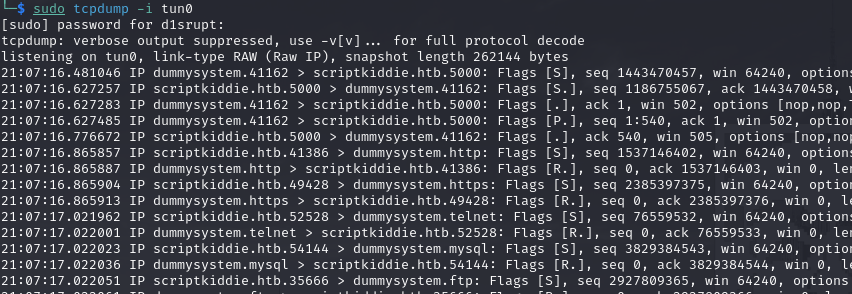 └─$ sudo tcpdump -i tun0
[sudo] password for d1srupt:
tcpdump: verbose output suppressed, use -v[v]... for full protocol decode
listening on tun0, link-type RAW (Raw IP), snapshot length 262144 bytes
21:07:16.481046 IP dummysystem.41162 > scriptkiddie.htb.5000: Flags [S], seq 1443470457, win 64240, options
21:07:16.627257 IP scriptkiddie.htb.5000 > dummysystem.41162: Flags [S.], seq 1186755067, ack 1443470458, w
21:07:16.627283 IP dummysystem.41162 > scriptkiddie.htb.5000: Flags [.], ack 1, win 502, options [nop,nop,
21:07:16.627485 IP dummysystem.41162 > scriptkiddie.htb.5000: Flags [P.], seq 1:540, ack 1, win 502, optio
21:07:16.776672 IP scriptkiddie.htb.5000 > dummysystem.41162: Flags [.], ack 540, win 505, options [nop,no
21:07:16.865857 IP scriptkiddie.htb.41386 > dummysystem.http: Flags [S], seq 1537146402, win 64240, option
21:07:16.865887 IP dummysystem.http > scriptkiddie.htb.41386: Flags [R.], seq 0, ack 1537146403, win 0, len
21:07:16.865904 IP scriptkiddie.htb.49428 > dummysystem.https: Flags [S], seq 2385397375, win 64240, optio
21:07:16.865913 IP dummysystem.https > scriptkiddie.htb.49428: Flags [R.], seq 0, ack 2385397376, win 0, le
21:07:17.021962 IP scriptkiddie.htb.52528 > dummysystem.telnet: Flags [S], seq 76559532, win 64240, option
21:07:17.022001 IP dummysystem.telnet > scriptkiddie.htb.52528: Flags [R.], seq 0, ack 76559533, win 0, len
21:07:17.022023 IP scriptkiddie.htb.54144 > dummysystem.mysql: Flags [S], seq 3829384543, win 64240, optio
21:07:17.022036 IP dummysystem.mysql > scriptkiddie.htb.54144: Flags [R.], seq 0, ack 3829384544, win 0, le
21:07:17.022051 IP scriptkiddie.htb.35666 > dummysystem.ftp: Flags [S], seq 2927809365, win 64240, options